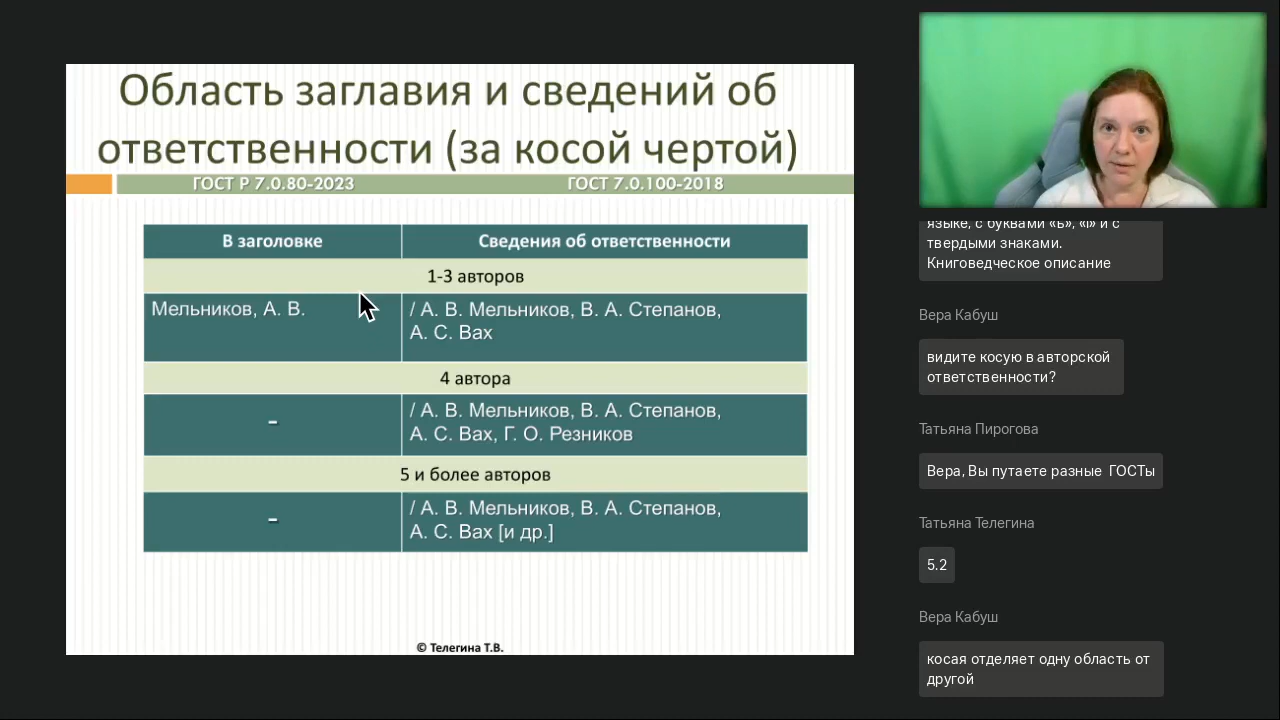 Область заглавия и сведений об
ответственности (за косой чертой)
ГОСТ Р 7.0.80-2023 ГОСТ 7.0.100-2018
В заголовке Сведения об ответственности
1-3 авторов
Мельников, А. В. / А. В. Мельников, В. А. Степанов,
А. С. Вах
4 автора
- / А. В. Мельников, В. А. Степанов,
А. С. Вах, Г. О. Резников
5 и более авторов
- / А. В. Мельников, В. А. Степанов,
А. С. Вах [и др.]
© Телегина Т.В.
языке, с буквами «Ѣ», «І» и с
твердыми знаками.
Книговедческое описание
Вера Кабуш
видите косую в авторской
ответственности?
Татьяна Пирогова
Вера, Вы путаете разные ГОСТы
Татьяна Телегина
5.2
Вера Кабуш
косая отделяет одну область от
другой